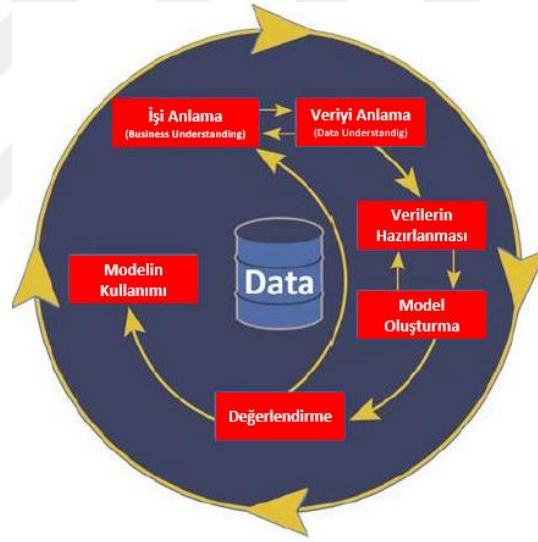 İşi Anlama
(Business Understanding)
Veriyi Anlama
(Data Understandig)
Verilerin
Hazırlanması
Modelin
Kullanımı
Data
Model
Oluşturma
Değerlendirme